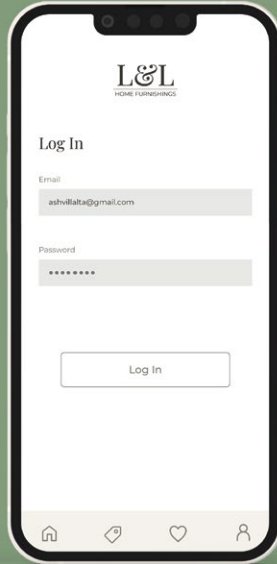 L&L
HOME FURNISHINGS
Log In
Email
ashvillalta@gmail.com
Password
••••••••
Log In